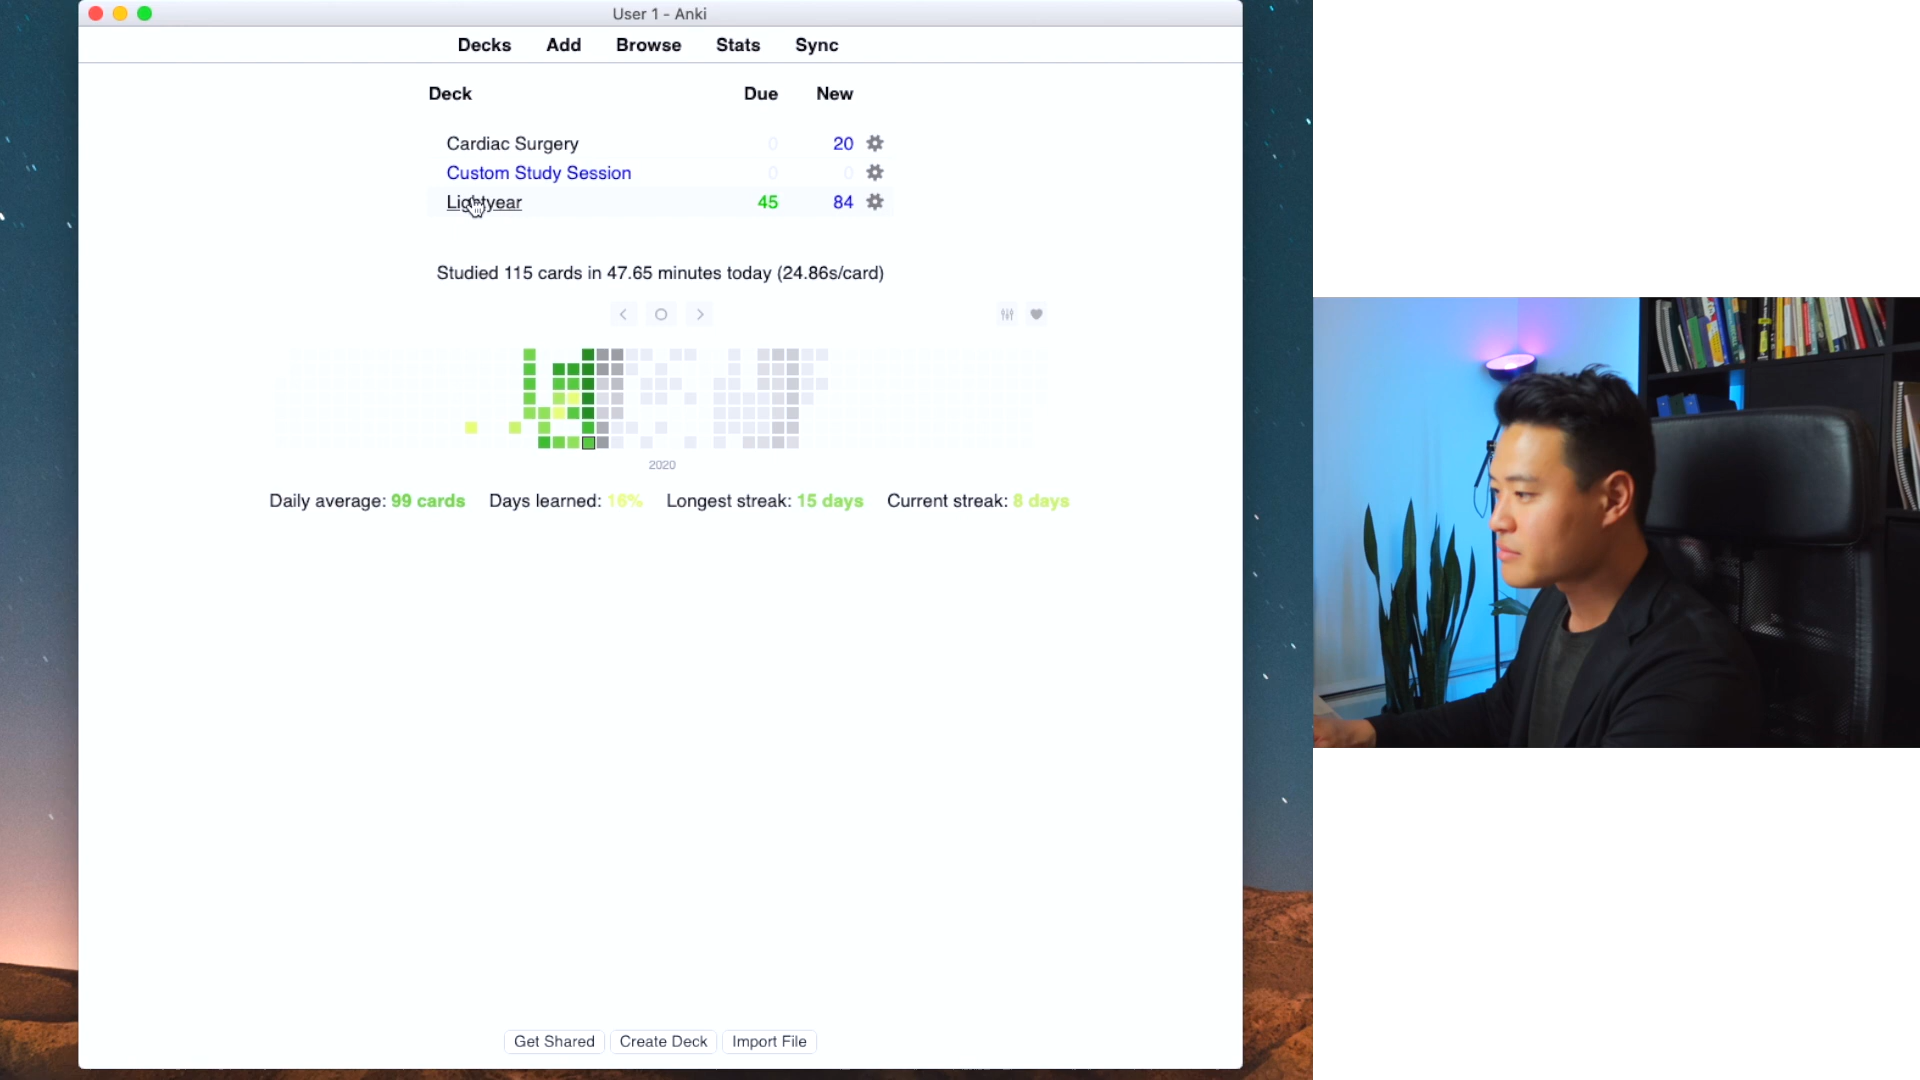 User 1 - Anki
Decks Add Browse Stats Sync
Deck Due New
Cardiac Surgery 0 20
Custom Study Session 0 0
Lightyear 45 84
Studied 115 cards in 47.65 minutes today (24.86s/card)
2020
Daily average: 99 cards Days learned: 16% Longest streak: 15 days Current streak: 8 days
Get Shared Create Deck Import File